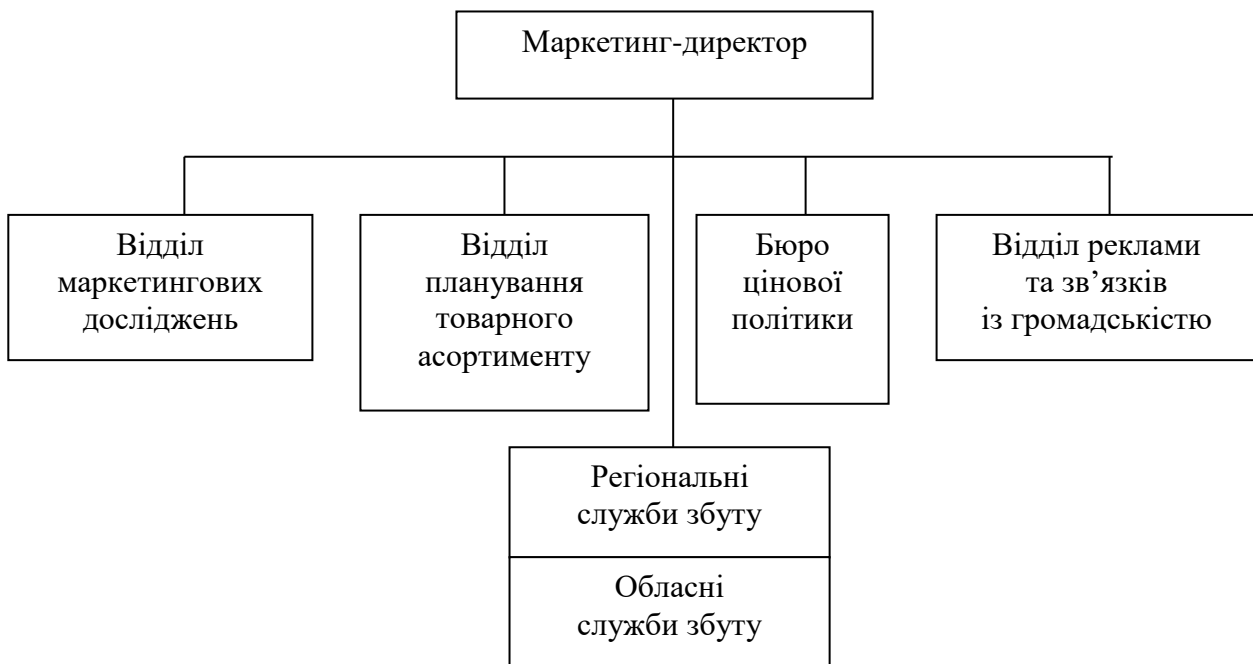 Маркетинг-директор
Відділ
маркетингових
досліджень
Відділ
планування
товарного
асортименту
Бюро
цінової
політики
Відділ реклами
та зв’язків
із громадськістю
Регіональні
служби збуту
Обласні
служби збуту